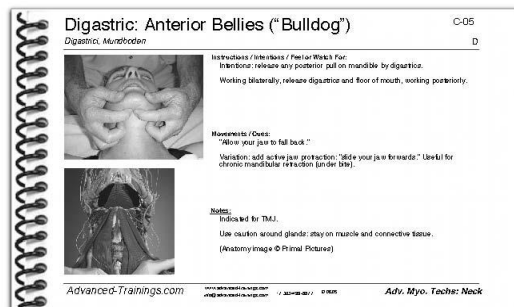 Digastric: Anterior Bellies ("Bulldog")
C-05
Digastrici, Mundboden
D
Instructions / Intentions / Feel or Watch For:
Intentions: release any posterior pull on mandible by digastrics.
Working bilaterally, release digastrics and floor of mouth, working posteriorly.
Movements / Cues:
"Allow your jaw to fall back."
Variation: add active jaw protraction: "slide your jaw forwards." Useful for
chronic mandibular retraction (under bite).
Notes:
Indicated for TMJ.
Use caution around glands: stay on muscle and connective tissue.
(Anatomy image © Primal Pictures)
Advanced-Trainings.com
Adv. Myo. Techs: Neck